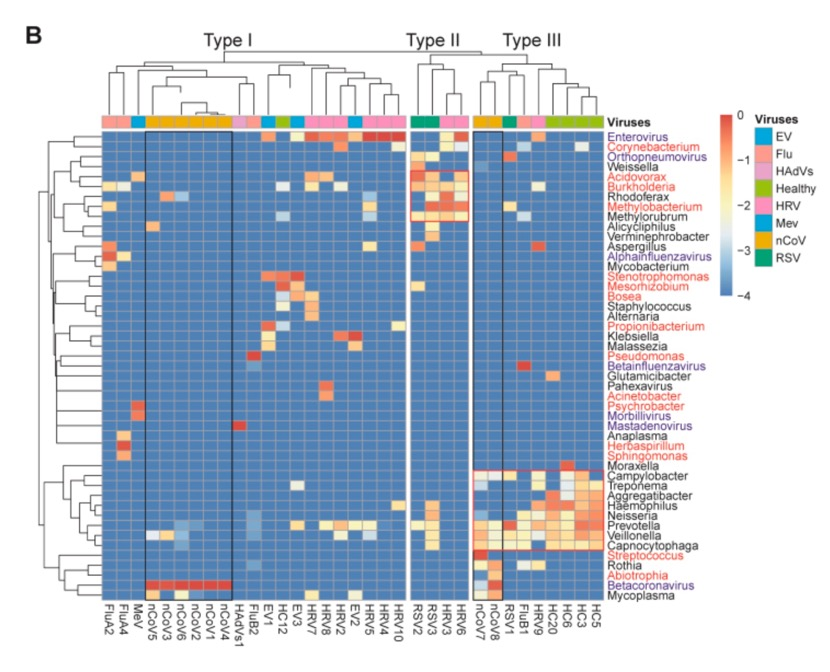 B
Type I
Type II
Type III
Viruses
Enterovirus
Corynebacterium
Orthopneumovirus
Weissella
Acidovorax
Burkholderia
Rhodoferax
Methylobacterium
Methylorubrum
Alicycliphilus
Verminephrobacter
Aspergillus
Alphainfluenzavirus
Mycobacterium
Stenotrophomonas
Mesorhizobium
Bosea
Staphylococcus
Alternaria
Propionibacterium
Klebsiella
Malassezia
Pseudomonas
Betainfluenzavirus
Glutamicibacter
Pahexavirus
Acinetobacter
Psychrobacter
Morbillivirus
Mastadenovirus
Anaplasma
Herbaspirillum
Sphingomonas
Moraxella
Campylobacter
Treponema
Aggregatibacter
Haemophilus
Neisseria
Prevotella
Veillonella
Capnocytophaga
Streptococcus
Rothia
Abiotrophia
Betacoronavirus
Mycoplasma
FluA2
FluA4
MeV
nCoV5
nCoV3
nCoV6
nCoV2
nCoV1
nCoV4
HAdVs1
FluB2
EV1
HC12
EV3
HRV7
HRV8
HRV2
EV2
HRV5
HRV4
HRV10
RSV2
RSV3
HRV3
HRV6
nCoV7
nCoV8
RSV1
FluB1
HRV9
HC20
HC6
HC3
HC5
0
−1
−2
−3
−4
Viruses
EV
Flu
HAdVs
Healthy
HRV
Mev
nCoV
RSV